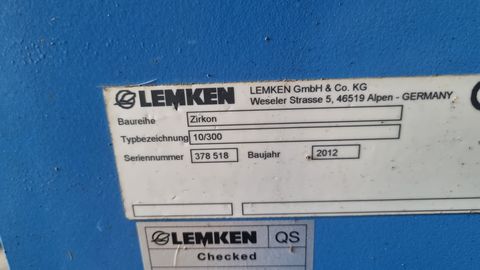 LEMKEN
LEMKEN GmbH & Co. KG
Weseler Strasse 5, 46519 Alpen - GERMANY
Baureihe Zirkon
Typbezeichnung 10/300
Seriennummer 378 518 Baujahr 2012
LEMKEN QS
Checked